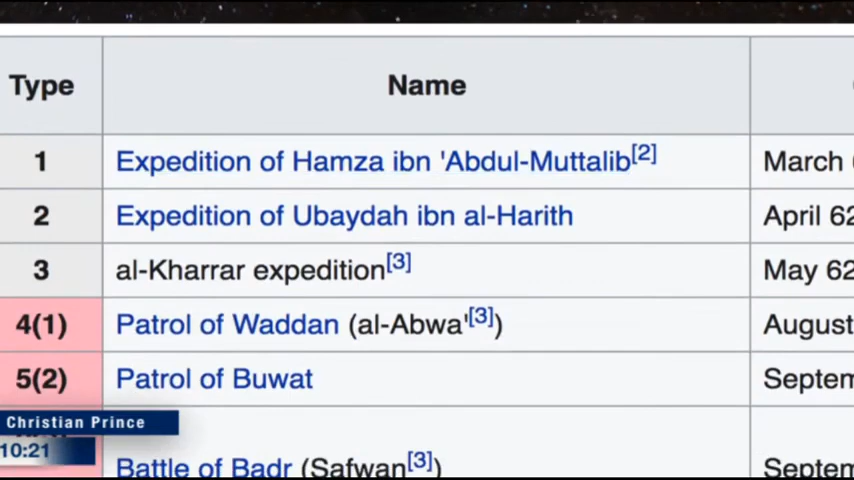 Type Name
1 Expedition of Hamza ibn 'Abdul-Muttalib[2] March
2 Expedition of Ubaydah ibn al-Harith April 62
3 al-Kharrar expedition[3] May 62
4(1) Patrol of Waddan (al-Abwa'[3]) August
5(2) Patrol of Buwat Septem
Christian Prince
10:21
Battle of Badr (Safwan[3]) Septem